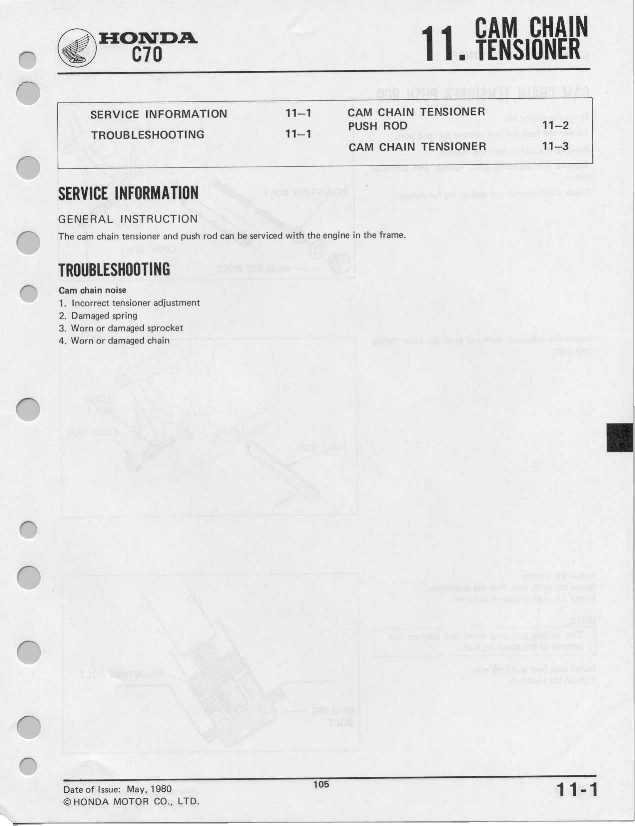 HONDA
C70
11. CAM CHAIN
TENSIONER
SERVICE INFORMATION 11–1
TROUBLESHOOTING 11–1
CAM CHAIN TENSIONER
PUSH ROD 11–2
CAM CHAIN TENSIONER 11–3
SERVICE INFORMATION
GENERAL INSTRUCTION
The cam chain tensioner and push rod can be serviced with the engine in the frame.
TROUBLESHOOTING
Cam chain noise
1. Incorrect tensioner adjustment
2. Damaged spring
3. Worn or damaged sprocket
4. Worn or damaged chain
Date of Issue: May, 1980
© HONDA MOTOR CO., LTD.
105
11-1